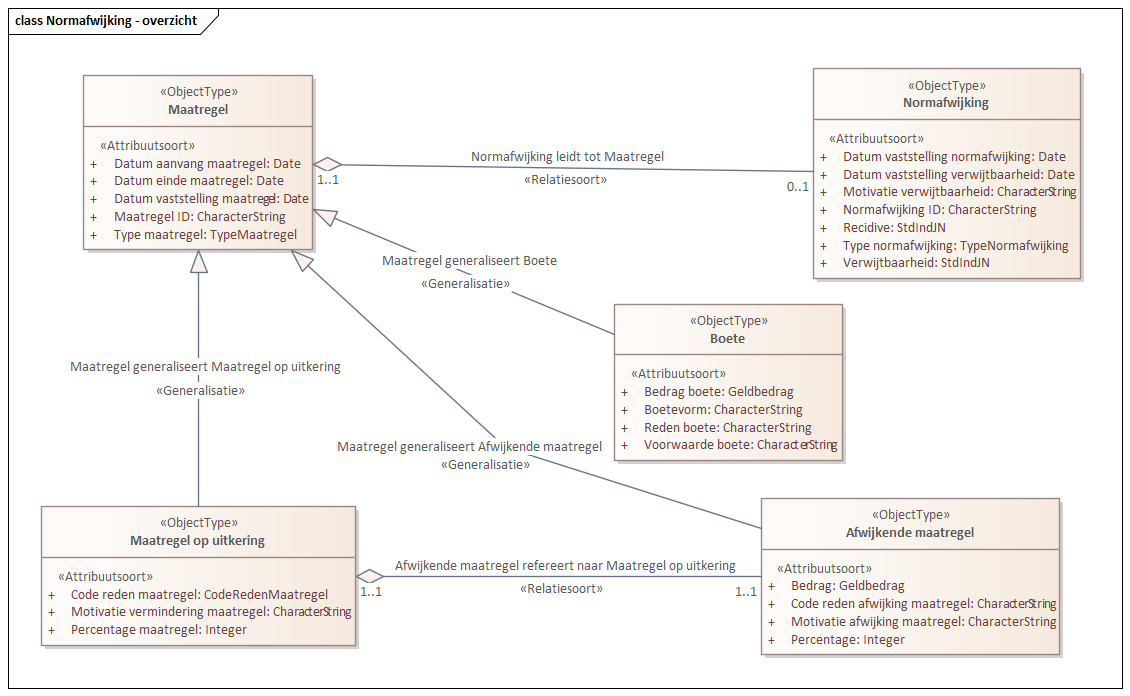 class Normafwijking - overzicht
«ObjectType»
Maatregel
«Attribuutsoort»
+ Datum aanvang maatregel: Date
+ Datum einde maatregel: Date
+ Datum vaststelling maatregel: Date
+ Maatregel ID: CharacterString
+ Type maatregel: TypeMaatregel
Normafwijking leidt tot Maatregel
«Relatiesoort»
1..1
0..1
«ObjectType»
Normafwijking
«Attribuutsoort»
+ Datum vaststelling normafwijking: Date
+ Datum vaststelling verwijtbaarheid: Date
+ Motivatie verwijtbaarheid: CharacterString
+ Normafwijking ID: CharacterString
+ Recidive: StdIndJN
+ Type normafwijking: TypeNormafwijking
+ Verwijtbaarheid: StdIndJN
Maatregel generaliseert Boete
«Generalisatie»
«ObjectType»
Boete
«Attribuutsoort»
+ Bedrag boete: Geldbedrag
+ Boetevorm: CharacterString
+ Reden boete: CharacterString
+ Voorwaarde boete: CharacterString
Maatregel generaliseert Maatregel op uitkering
«Generalisatie»
Maatregel generaliseert Afwijkende maatregel
«Generalisatie»
«ObjectType»
Maatregel op uitkering
«Attribuutsoort»
+ Code reden maatregel: CodeRedenMaatregel
+ Motivatie vermindering maatregel: CharacterString
+ Percentage maatregel: Integer
Afwijkende maatregel refereert naar Maatregel op uitkering
«Relatiesoort»
1..1
1..1
«ObjectType»
Afwijkende maatregel
«Attribuutsoort»
+ Bedrag: Geldbedrag
+ Code reden afwijking maatregel: CharacterString
+ Motivatie afwijking maatregel: CharacterString
+ Percentage: Integer